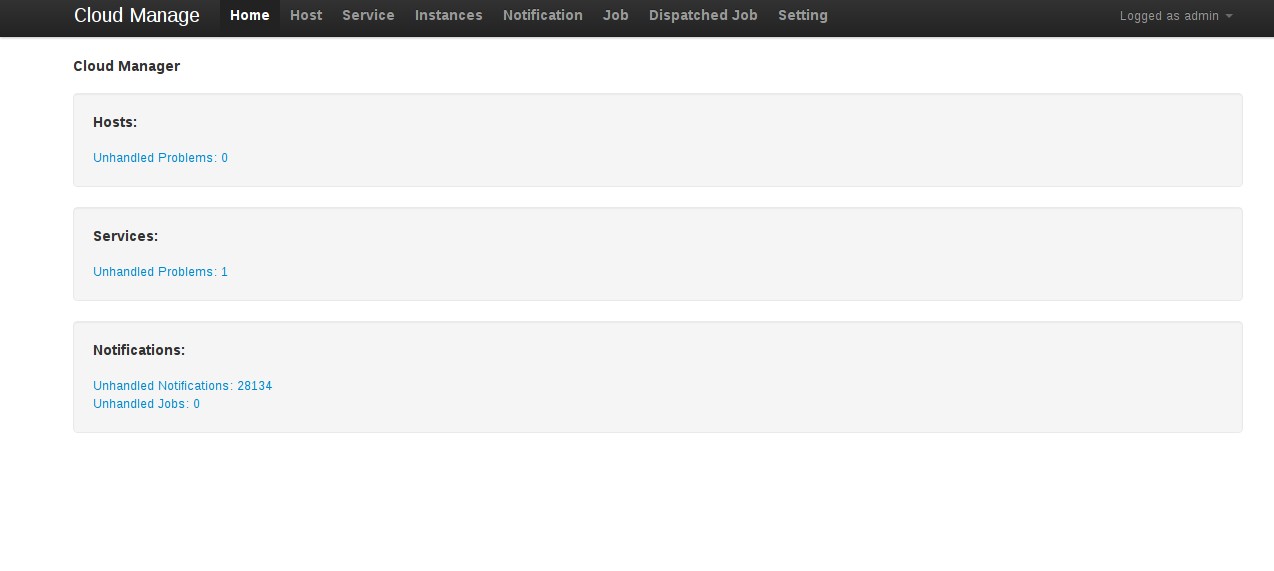 Cloud Manage Home Host Service Instances Notification Job Dispatched Job Setting Logged as admin
Cloud Manager
Hosts:
Unhandled Problems: 0
Services:
Unhandled Problems: 1
Notifications:
Unhandled Notifications: 28134
Unhandled Jobs: 0